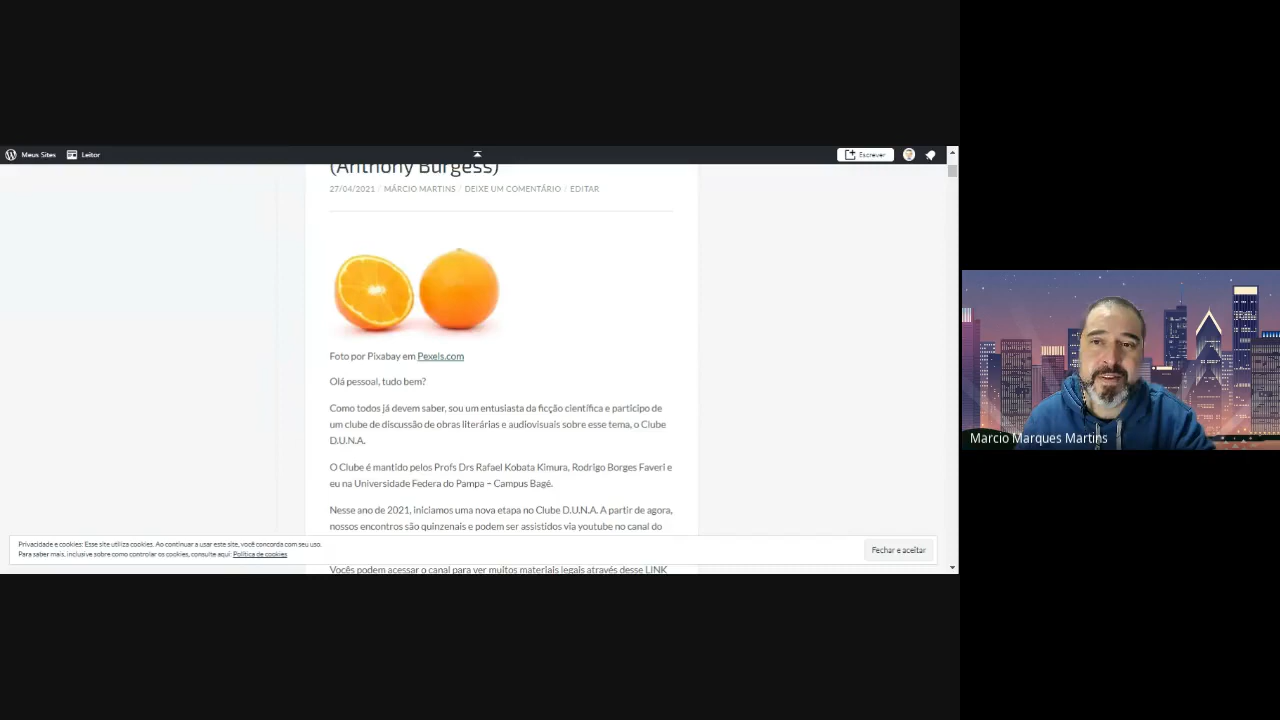 Meus Sites Leitor Escrever
(Anthony Burgess)
27/04/2021 / MÁRCIO MARTINS / DEIXE UM COMENTÁRIO / EDITAR
Foto por Pixabay em Pexels.com
Olá pessoal, tudo bem?
Como todos já devem saber, sou um entusiasta da ficção científica e participo de
um clube de discussão de obras literárias e audiovisuais sobre esse tema, o Clube
D.U.N.A.
O Clube é mantido pelos Profs Drs Rafael Kobata Kimura, Rodrigo Borges Faveri e
eu na Universidade Federa do Pampa – Campus Bagé.
Nesse ano de 2021, iniciamos uma nova etapa no Clube D.U.N.A. A partir de agora,
nossos encontros são quinzenais e podem ser assistidos via youtube no canal do
Privacidade e cookies: Esse site utiliza cookies. Ao continuar a usar este site, você concorda com seu uso.
Para saber mais, inclusive sobre como controlar os cookies, consulte aqui: Política de cookies
Fechar e aceitar
Vocês podem acessar o canal para ver muitos materiais legais através desse LINK
Marcio Marques Martins